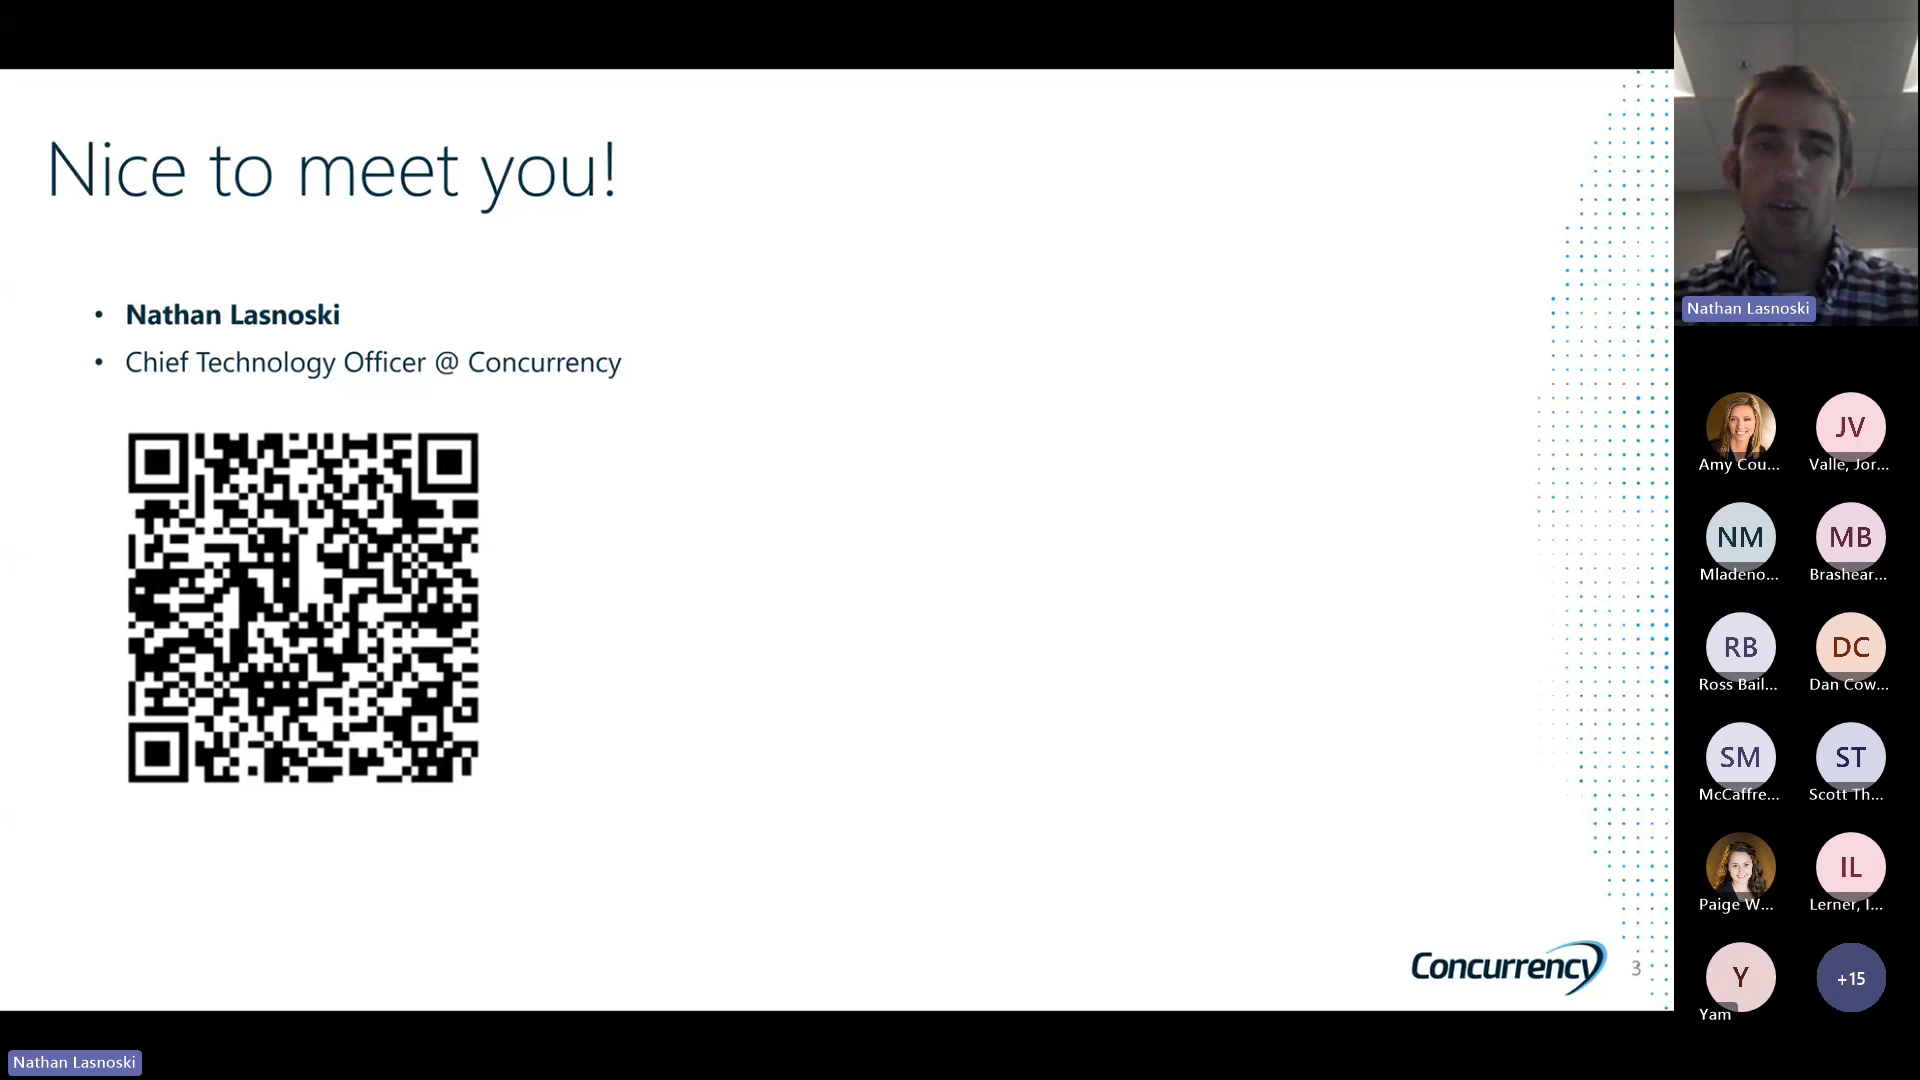 Nice to meet you!
• Nathan Lasnoski
• Chief Technology Officer @ Concurrency
Concurrency
3
Nathan Lasnoski
Nathan Lasnoski
Amy Cou...
JV
Valle, Jor...
NM
Mladeno...
MB
Brashear...
RB
Ross Bail...
DC
Dan Cow...
SM
McCaffre...
ST
Scott Th...
Paige W...
IL
Lerner, I...
Y
Yam
+15